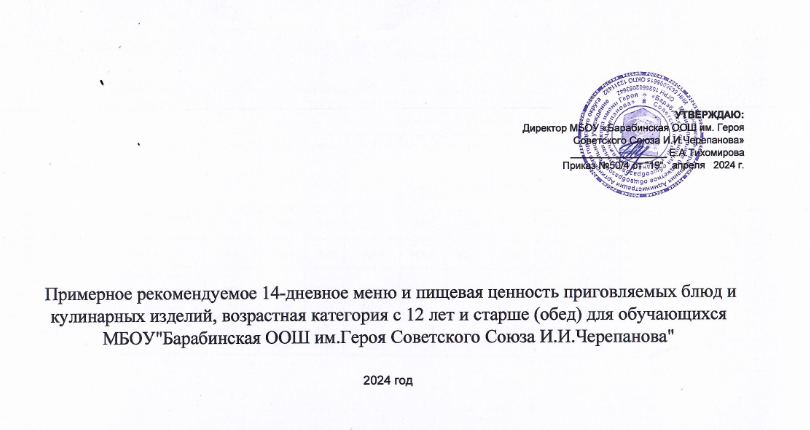 УТВЕРЖДАЮ:
Директор МБОУ «Барабинская ООШ им. Героя
Советского Союза И.И.Черепанова»
Е.А.Тихомирова
Приказ №50/4 от "19" апреля 2024 г.
Примерное рекомендуемое 14-дневное меню и пищевая ценность приговляемых блюд и
кулинарных изделий, возрастная категория с 12 лет и старше (обед) для обучающихся
МБОУ"Барабинская ООШ им.Героя Советского Союза И.И.Черепанова"
2024 год